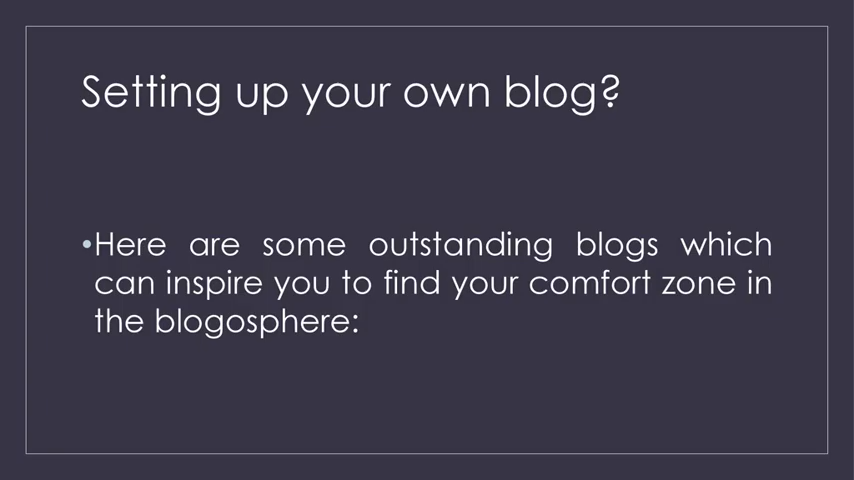 Setting up your own blog?
•Here are some outstanding blogs which
can inspire you to find your comfort zone in
the blogosphere: